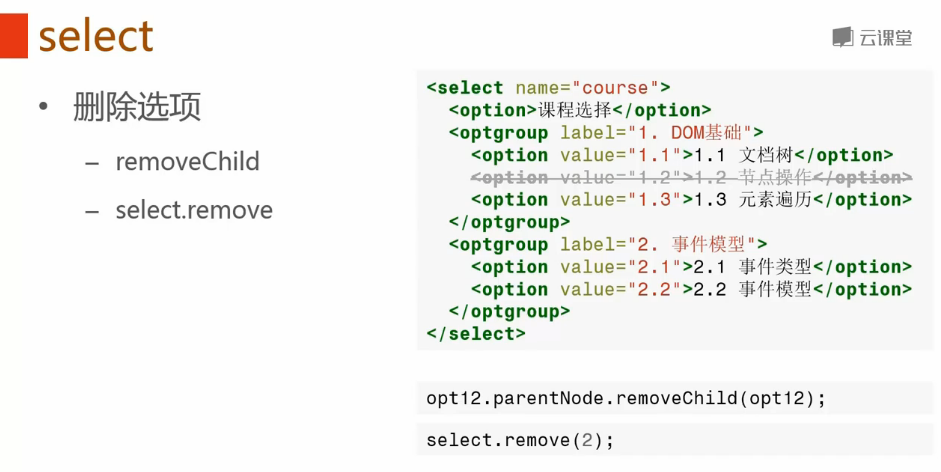 select
云课堂
• 删除选项
– removeChild
– select.remove
<select name="course">
<option>课程选择</option>
<optgroup label="1. DOM基础">
<option value="1.1">1.1 文档树</option>
<option value="1.2">1.2 节点操作</option>
<option value="1.3">1.3 元素遍历</option>
</optgroup>
<optgroup label="2. 事件模型">
<option value="2.1">2.1 事件类型</option>
<option value="2.2">2.2 事件模型</option>
</optgroup>
</select>
opt12.parentNode.removeChild(opt12);
select.remove(2);